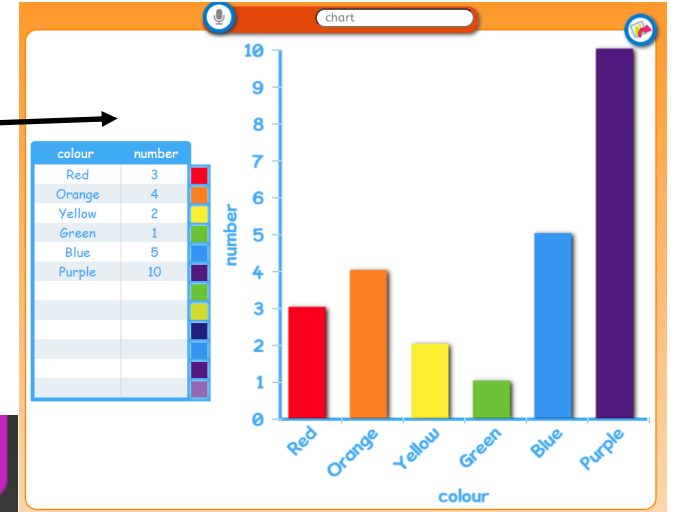 chart
colour number
Red 3
Orange 4
Yellow 2
Green 1
Blue 5
Purple 10
number
10
9
8
7
6
5
4
3
2
1
0
Red Orange Yellow Green Blue Purple
colour